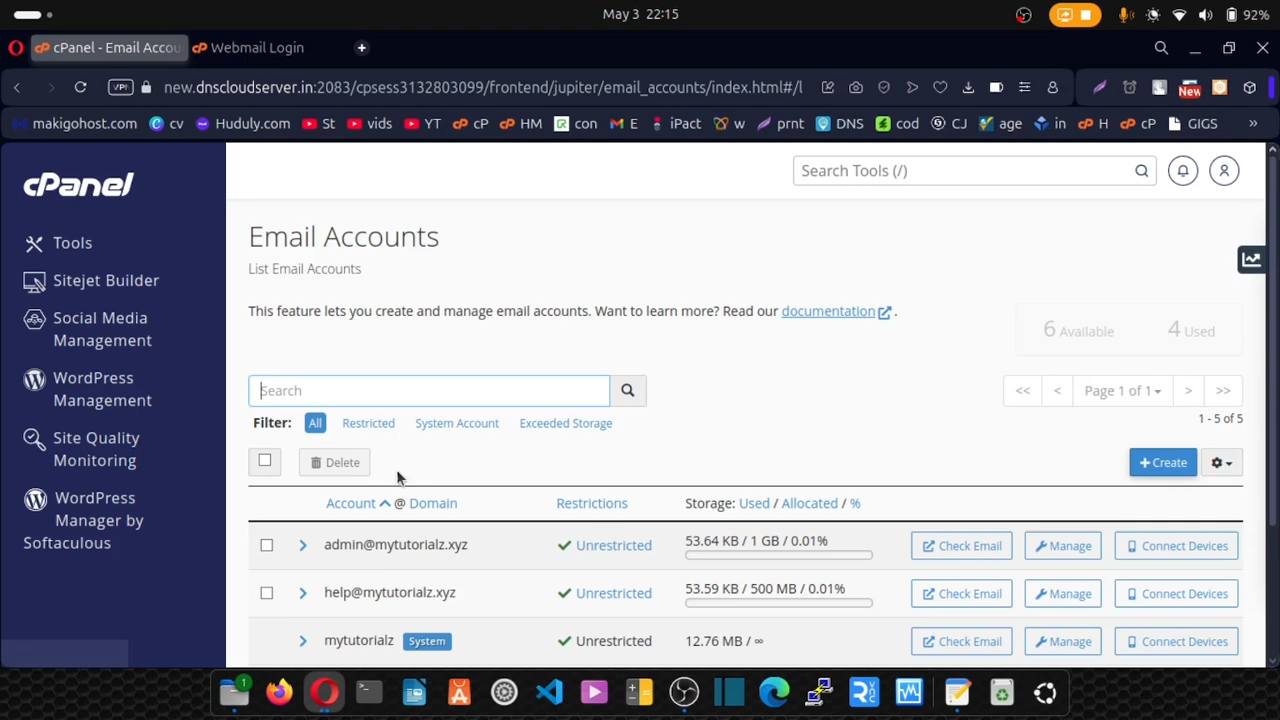 May 3 22:15
92%
cPanel - Email Accou
Webmail Login
VPN
new.dnscloudserver.in:2083/cpsess3132803099/frontend/jupiter/email_accounts/index.html#/l
New
makigohost.com
cv
Huduly.com
St
vids
YT
cP
HM
con
E
iPact
w
prnt
DNS
cod
CJ
age
in
H
cP
GIGS
»
cPanel
Search Tools (/)
Tools
Sitejet Builder
Social Media
Management
WordPress
Management
Site Quality
Monitoring
WordPress
Manager by
Softaculous
Email Accounts
List Email Accounts
This feature lets you create and manage email accounts. Want to learn more? Read our documentation .
6 Available 4 Used
Search
<< < Page 1 of 1 > >>
Filter: All Restricted System Account Exceeded Storage
1 - 5 of 5
Delete
+ Create
Account @ Domain Restrictions Storage: Used / Allocated / %
admin@mytutorialz.xyz Unrestricted 53.64 KB / 1 GB / 0.01% Check Email Manage Connect Devices
help@mytutorialz.xyz Unrestricted 53.59 KB / 500 MB / 0.01% Check Email Manage Connect Devices
mytutorialz System Unrestricted 12.76 MB / ∞ Check Email Manage Connect Devices
1